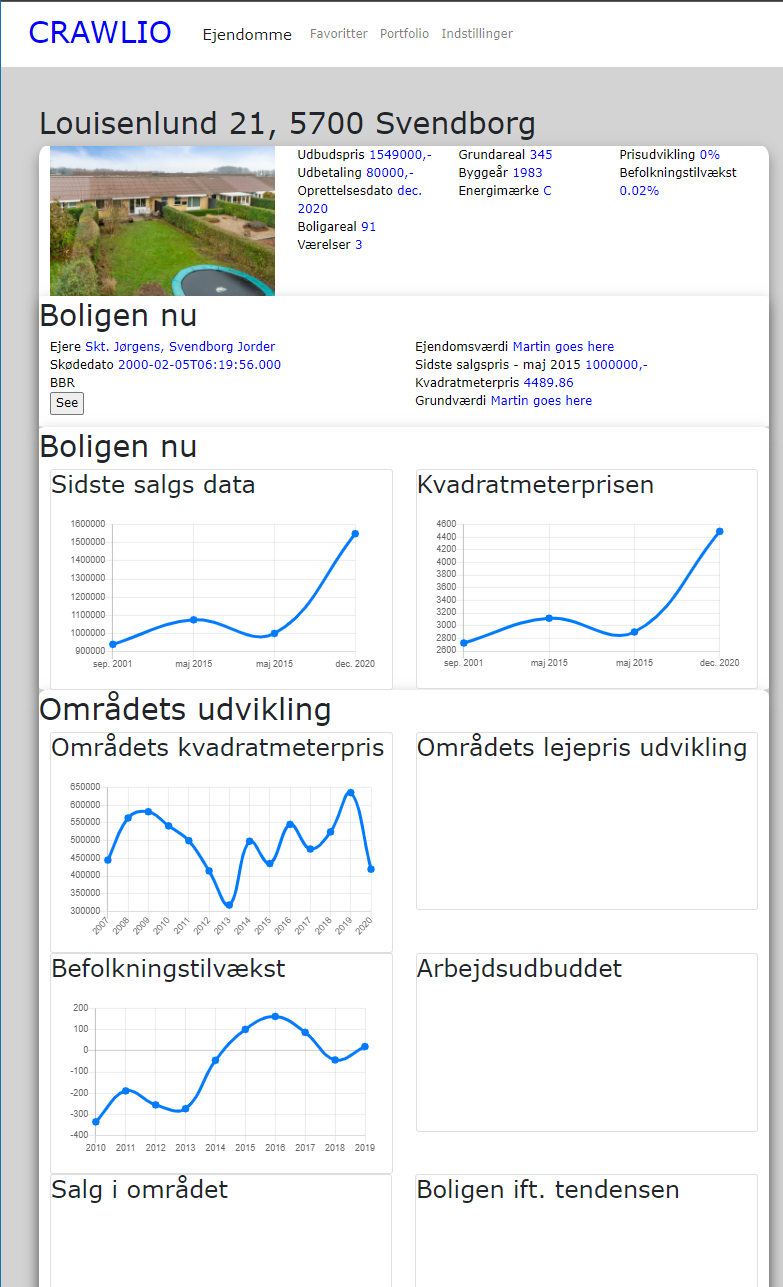 CRAWLIO Ejendomme Favoritter Portfolio Indstillinger
Louisenlund 21, 5700 Svendborg
Udbudspris 1549000,-
Udbetaling 80000,-
Oprettelsesdato dec.
2020
Boligareal 91
Værelser 3
Grundareal 345
Byggeår 1983
Energimærke C
Prisudvikling 0%
Befolkningstilvækst
0.02%
Boligen nu
Ejere Skt. Jørgens, Svendborg Jorder
Skødedato 2000-02-05T06:19:56.000
BBR
See
Ejendomsværdi Martin goes here
Sidste salgspris - maj 2015 1000000,-
Kvadratmeterpris 4489.86
Grundværdi Martin goes here
Boligen nu
Sidste salgs data
1600000
1500000
1400000
1300000
1200000
1100000
1000000
900000
sep. 2001 maj 2015 maj 2015 dec. 2020
Kvadratmeterprisen
4600
4400
4200
4000
3800
3600
3400
3200
3000
2800
2600
sep. 2001 maj 2015 maj 2015 dec. 2020
Områdets udvikling
Områdets kvadratmeterpris
650000
600000
550000
500000
450000
400000
350000
300000
2007 2008 2009 2010 2011 2012 2013 2014 2015 2016 2017 2018 2019 2020
Områdets lejepris udvikling
Befolkningstilvækst
200
100
0
-100
-200
-300
-400
2010 2011 2012 2013 2014 2015 2016 2017 2018 2019
Arbejdsudbuddet
Salg i området
Boligen ift. tendensen